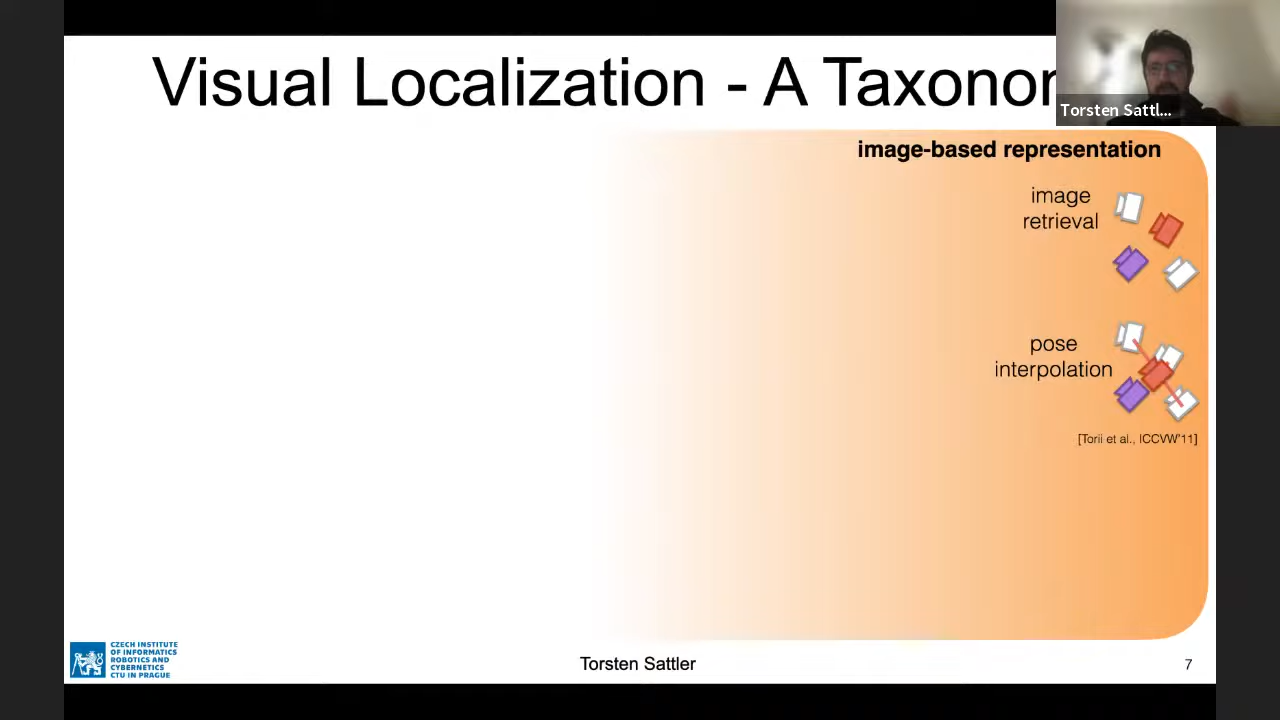 Visual Localization - A Taxonom
Torsten Sattl...
image-based representation
image
retrieval
pose
interpolation
[Torii et al., ICCVW'11]
CZECH INSTITUTE
OF INFORMATICS
ROBOTICS AND
CYBERNETICS
CTU IN PRAGUE
Torsten Sattler
7